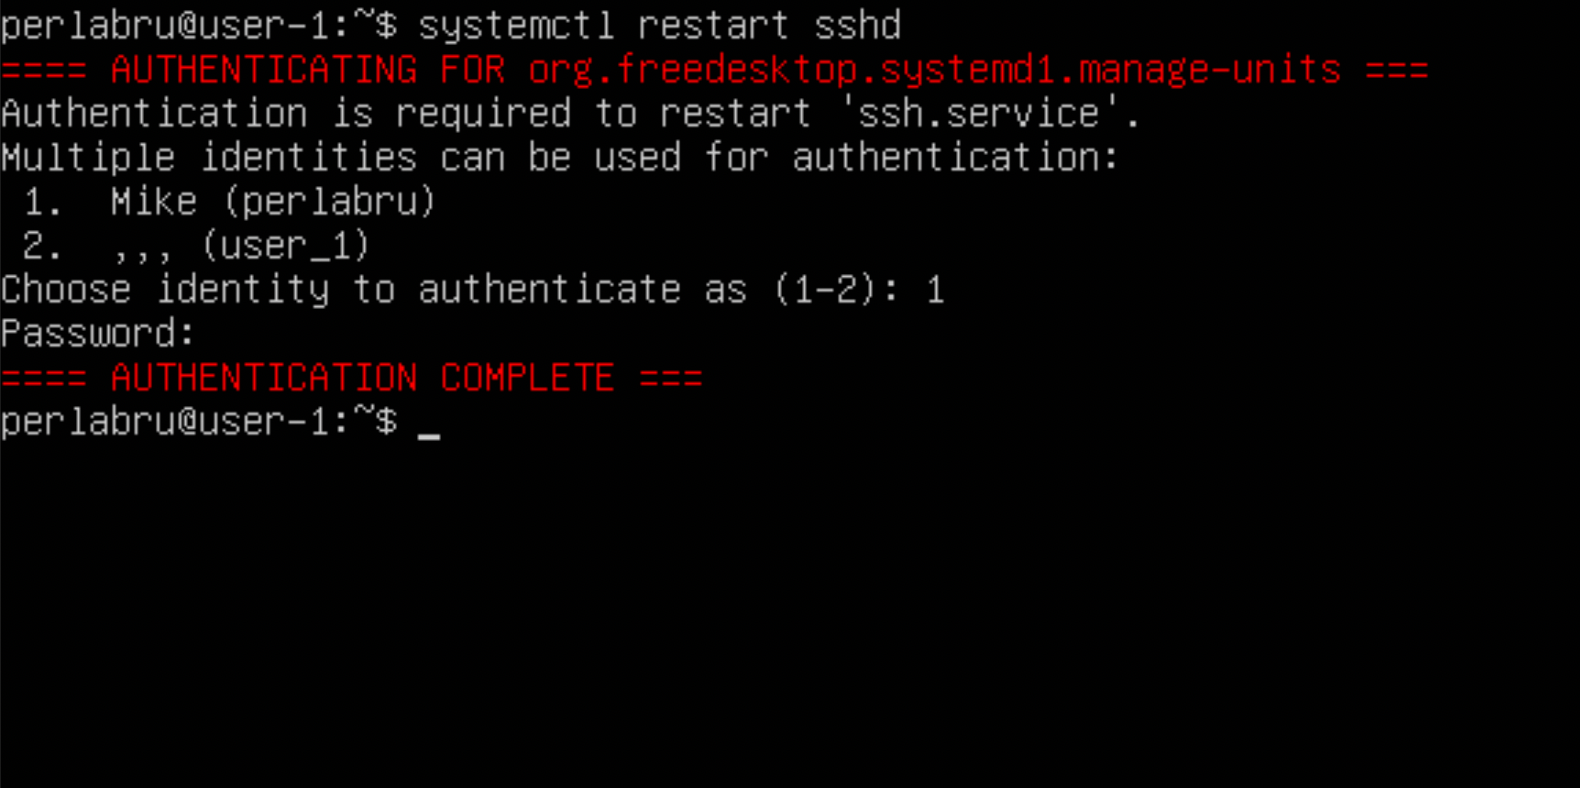 perlabru@user-1:~$ systemctl restart sshd
==== AUTHENTICATING FOR org.freedesktop.systemd1.manage-units ===
Authentication is required to restart 'ssh.service'.
Multiple identities can be used for authentication:
 1.  Mike (perlabru)
 2.  ,,, (user_1)
Choose identity to authenticate as (1-2): 1
Password:
==== AUTHENTICATION COMPLETE ===
perlabru@user-1:~$ _